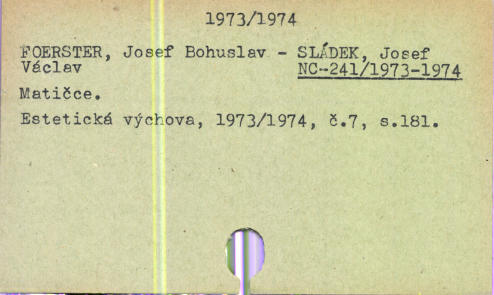 1973/1974
FOERSTER, Josef Bohuslav - SLÁDEK, Josef
Václav NC-241/1973-1974
Matičce.
Estetická výchova, 1973/1974, č.7, s.181.